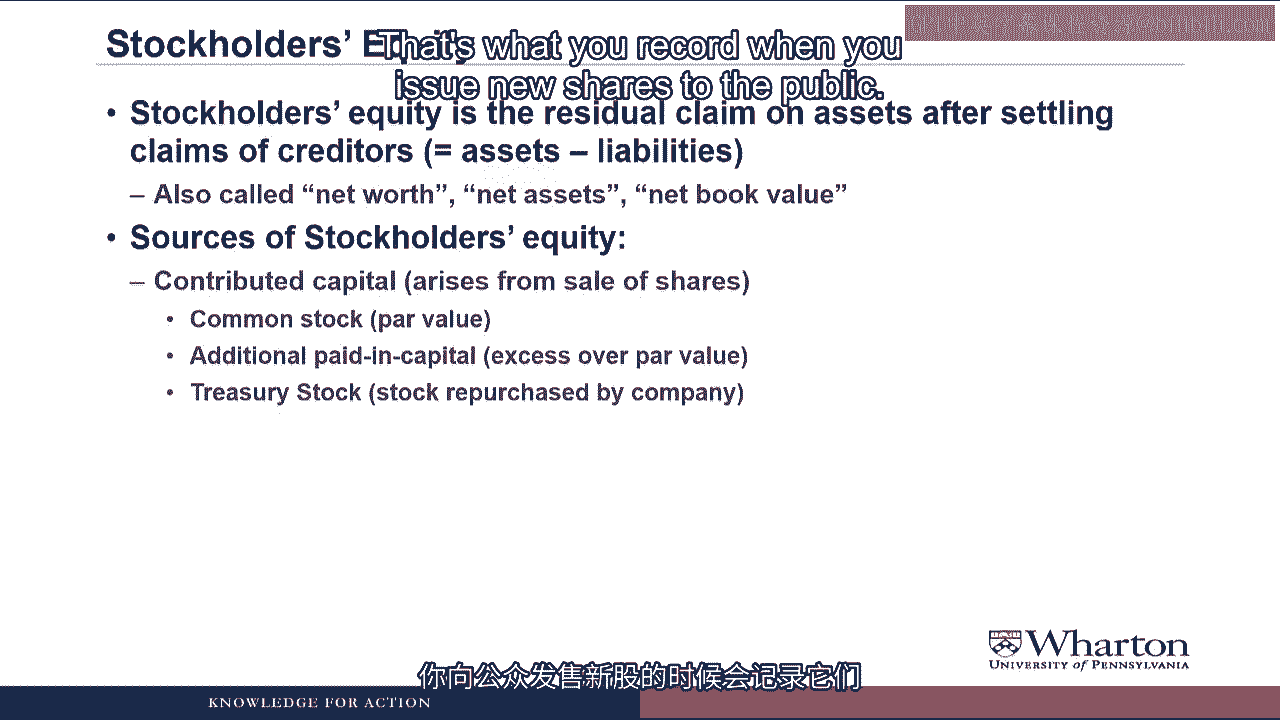 Stockholders' E
That's what you record when you
issue new shares to the public.
• Stockholders' equity is the residual claim on assets after settling
claims of creditors (= assets – liabilities)
– Also called “net worth”, “net assets”, “net book value”
• Sources of Stockholders' equity:
– Contributed capital (arises from sale of shares)
• Common stock (par value)
• Additional paid-in-capital (excess over par value)
• Treasury Stock (stock repurchased by company)
Wharton
UNIVERSITY of PENNSYLVANIA
你向公众发售新股的时候会记录它们
KNOWLEDGE FOR ACTION